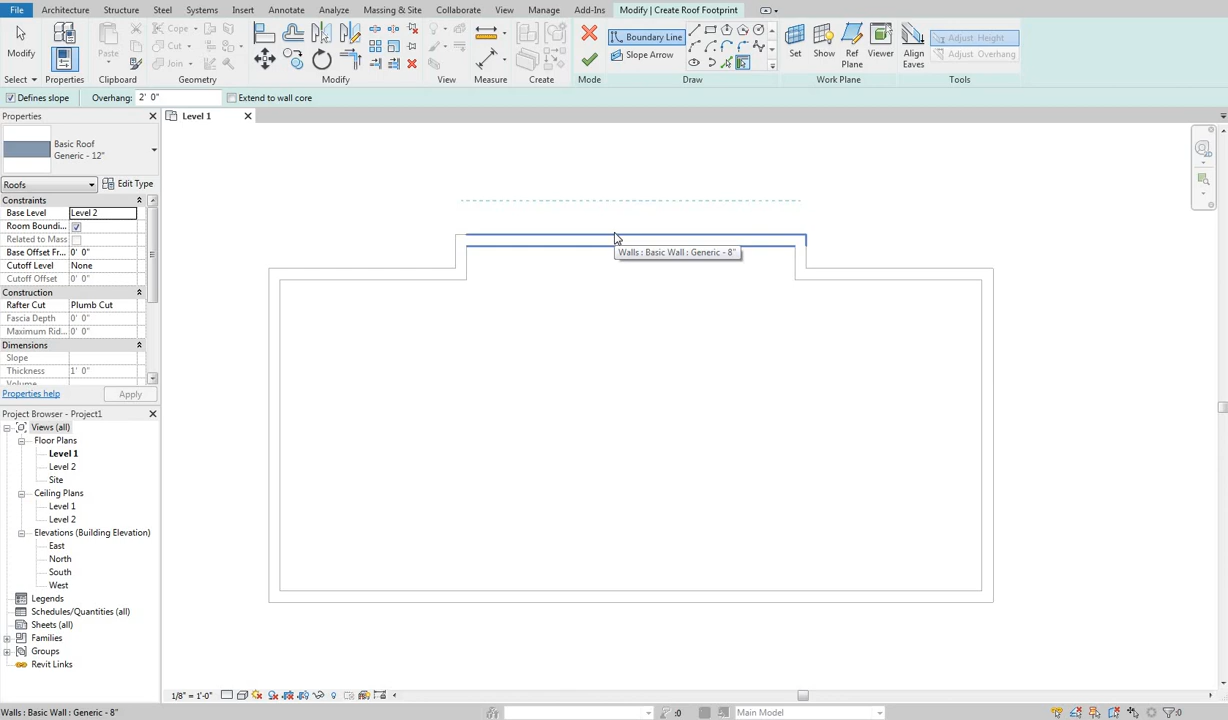 File Architecture Structure Steel Systems Insert Annotate Analyze Massing & Site Collaborate View Manage Add-Ins Modify | Create Roof Footprint
Modify Paste Cope Cut Join Boundary Line Slope Arrow Set Show Ref Plane Viewer Align Eaves Adjust Height Adjust Overhang
Select Properties Clipboard Geometry Modify View Measure Create Mode Draw Work Plane Tools
Defines slope Overhang: 2' 0" Extend to wall core
Properties
Level 1
Basic Roof
Generic - 12"
Roofs Edit Type
Constraints
Base Level Level 2
Room Boundi...
Related to Mass
Base Offset Fr... 0' 0"
Cutoff Level None
Cutoff Offset 0' 0"
Construction
Rafter Cut Plumb Cut
Fascia Depth 0' 0"
Maximum Rid... 0' 0"
Dimensions
Slope
Thickness 1' 0"
Volume
Properties help Apply
Project Browser - Project1
Views (all)
Floor Plans
Level 1
Level 2
Site
Ceiling Plans
Level 1
Level 2
Elevations (Building Elevation)
East
North
South
West
Legends
Schedules/Quantities (all)
Sheets (all)
Families
Groups
Revit Links
Walls : Basic Wall : Generic - 8"
2D
1/8" = 1'-0"
Walls : Basic Wall : Generic - 8" :0 Main Model :0